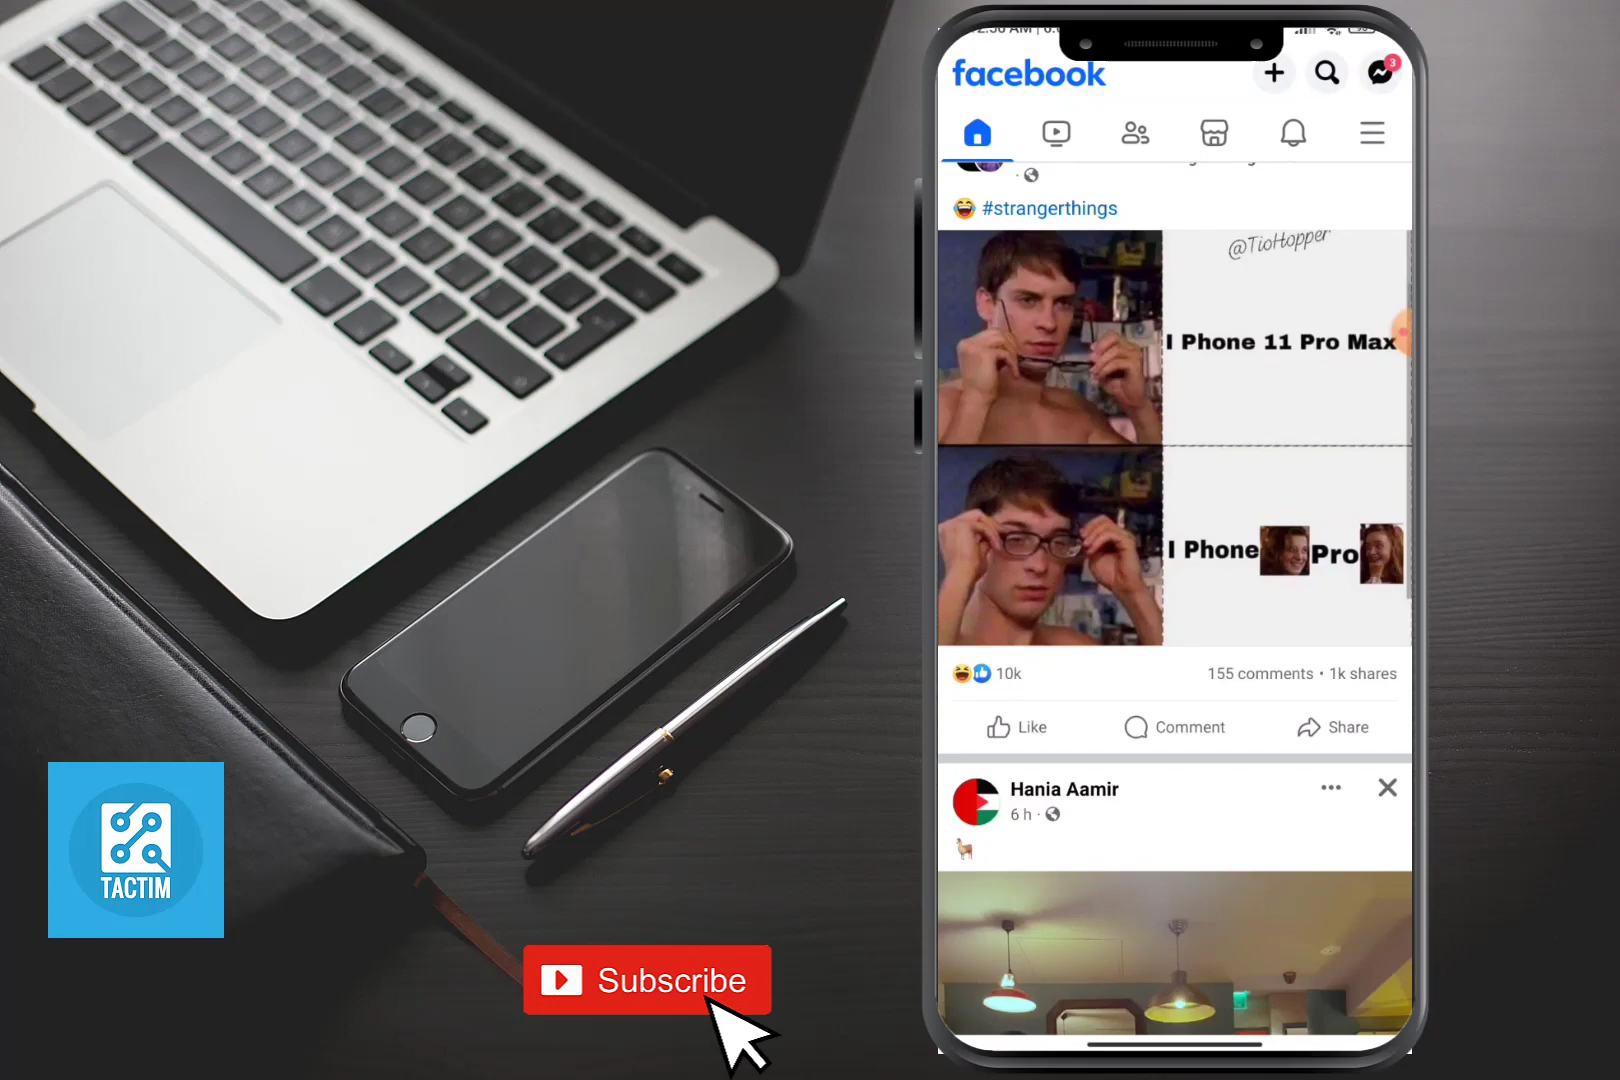 facebook
3
😂 #strangerthings
@TioHopper
I Phone 11 Pro Max
I Phone Pro
10k
155 comments • 1k shares
Like
Comment
Share
Hania Aamir
6 h ·
🦙
TACTIM
Subscribe